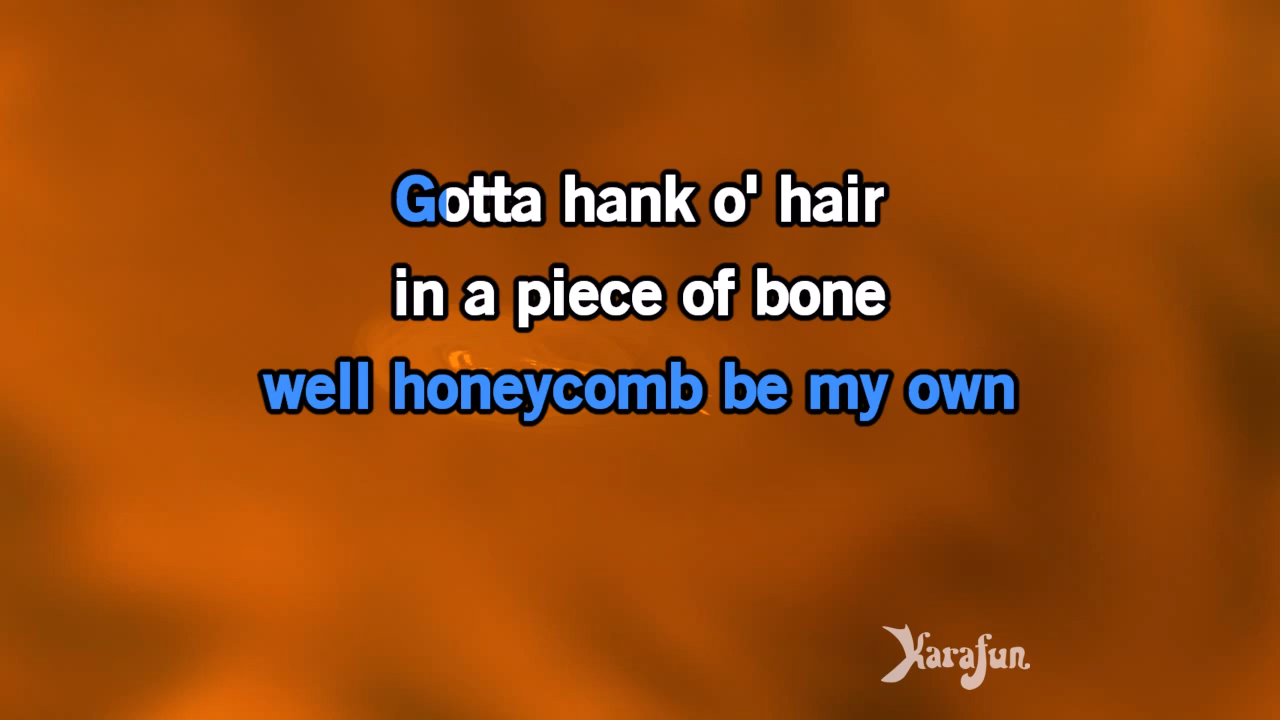 Gotta hank o' hair
in a piece of bone
well honeycomb be my own
Karafun